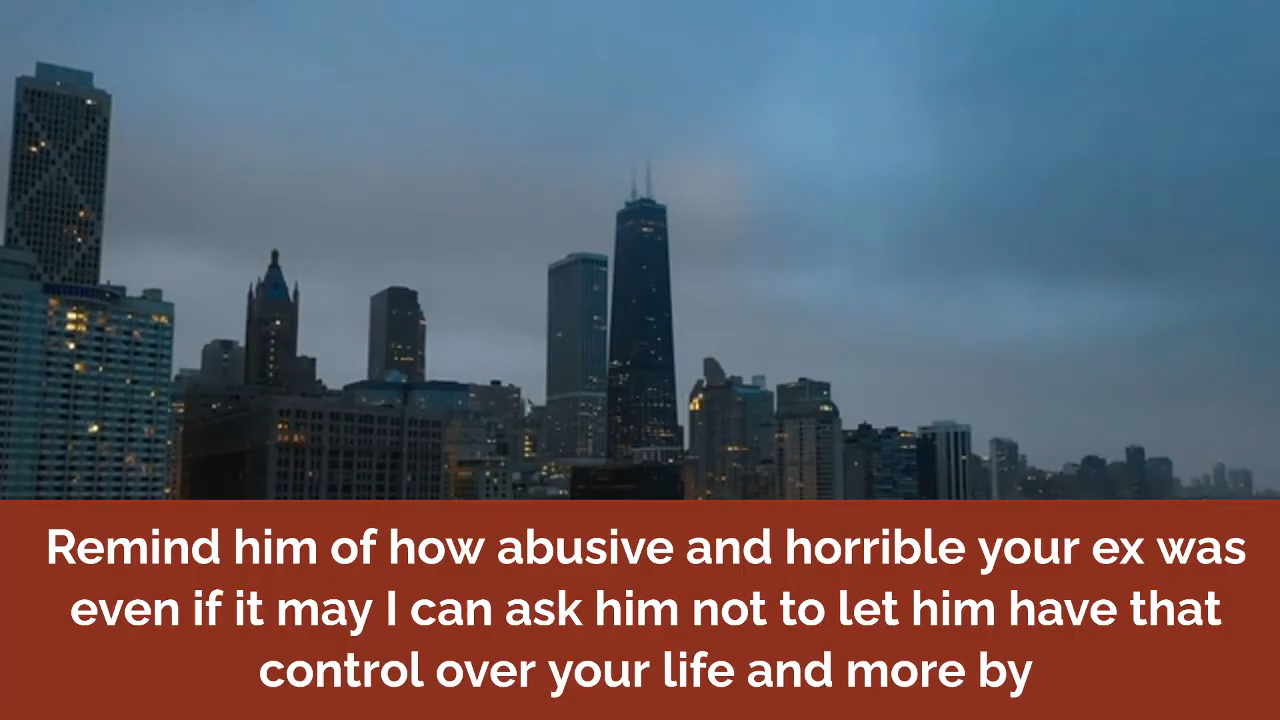 Remind him of how abusive and horrible your ex was
even if it may I can ask him not to let him have that
control over your life and more by